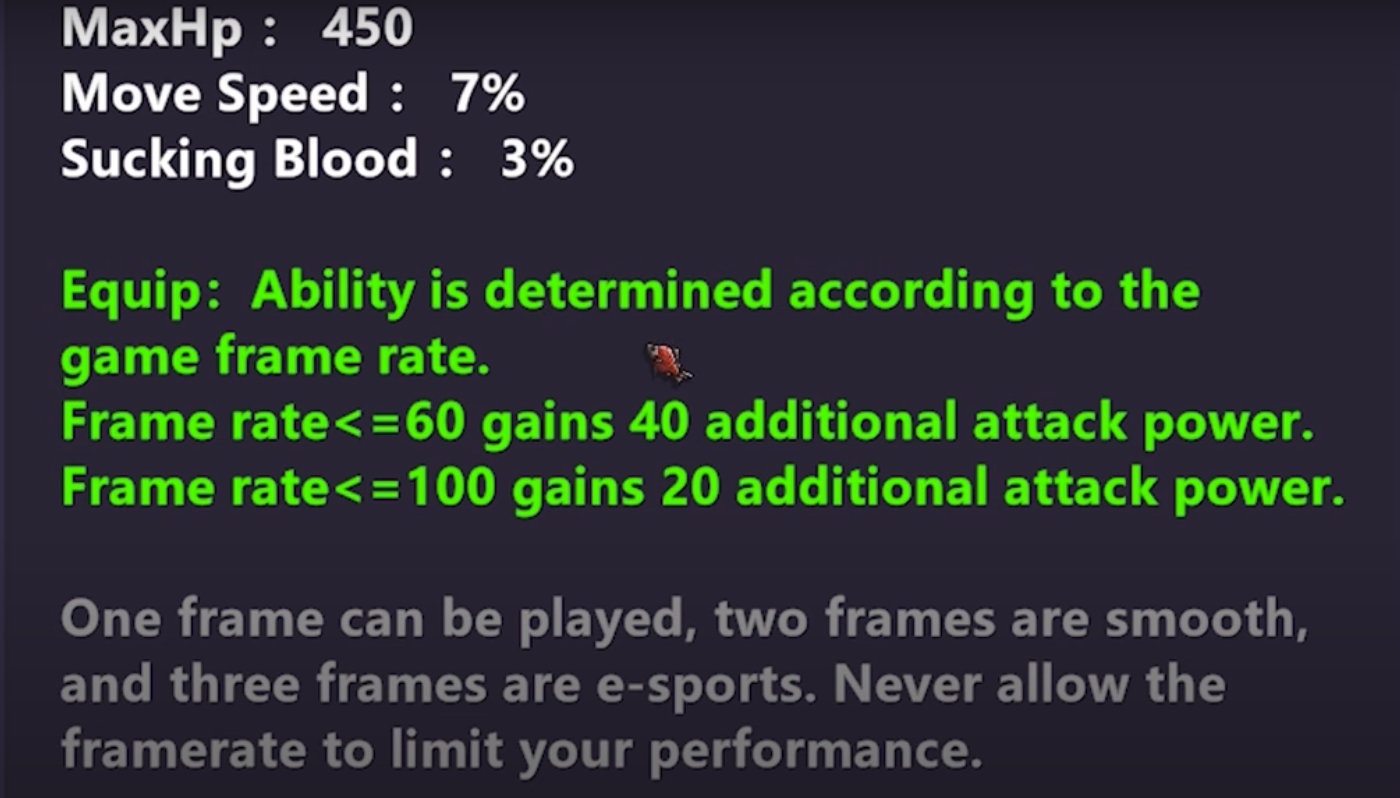 MaxHp： 450
Move Speed： 7%
Sucking Blood： 3%
Equip: Ability is determined according to the
game frame rate.
Frame rate<=60 gains 40 additional attack power.
Frame rate<=100 gains 20 additional attack power.
One frame can be played, two frames are smooth,
and three frames are e-sports. Never allow the
framerate to limit your performance.